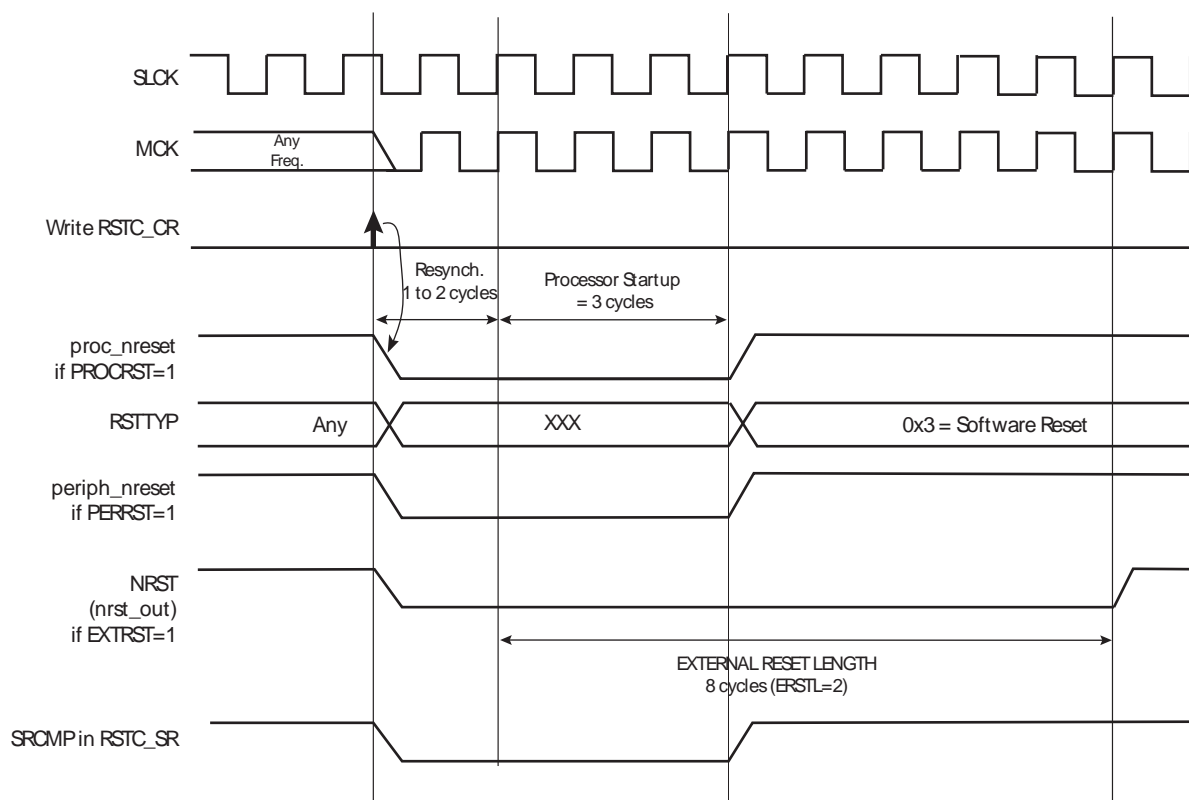 SLCK
MCK
Any
Freq.
Write RSTC_CR
Resynch.
1 to 2 cycles
Processor Startup
= 3 cycles
proc_nreset
if PROCRST=1
RSTTYP
Any
XXX
0x3 = Software Reset
periph_nreset
if PERRST=1
NRST
(nrst_out)
if EXTRST=1
EXTERNAL RESET LENGTH
8 cycles (ERSTL=2)
SRCMP in RSTC_SR